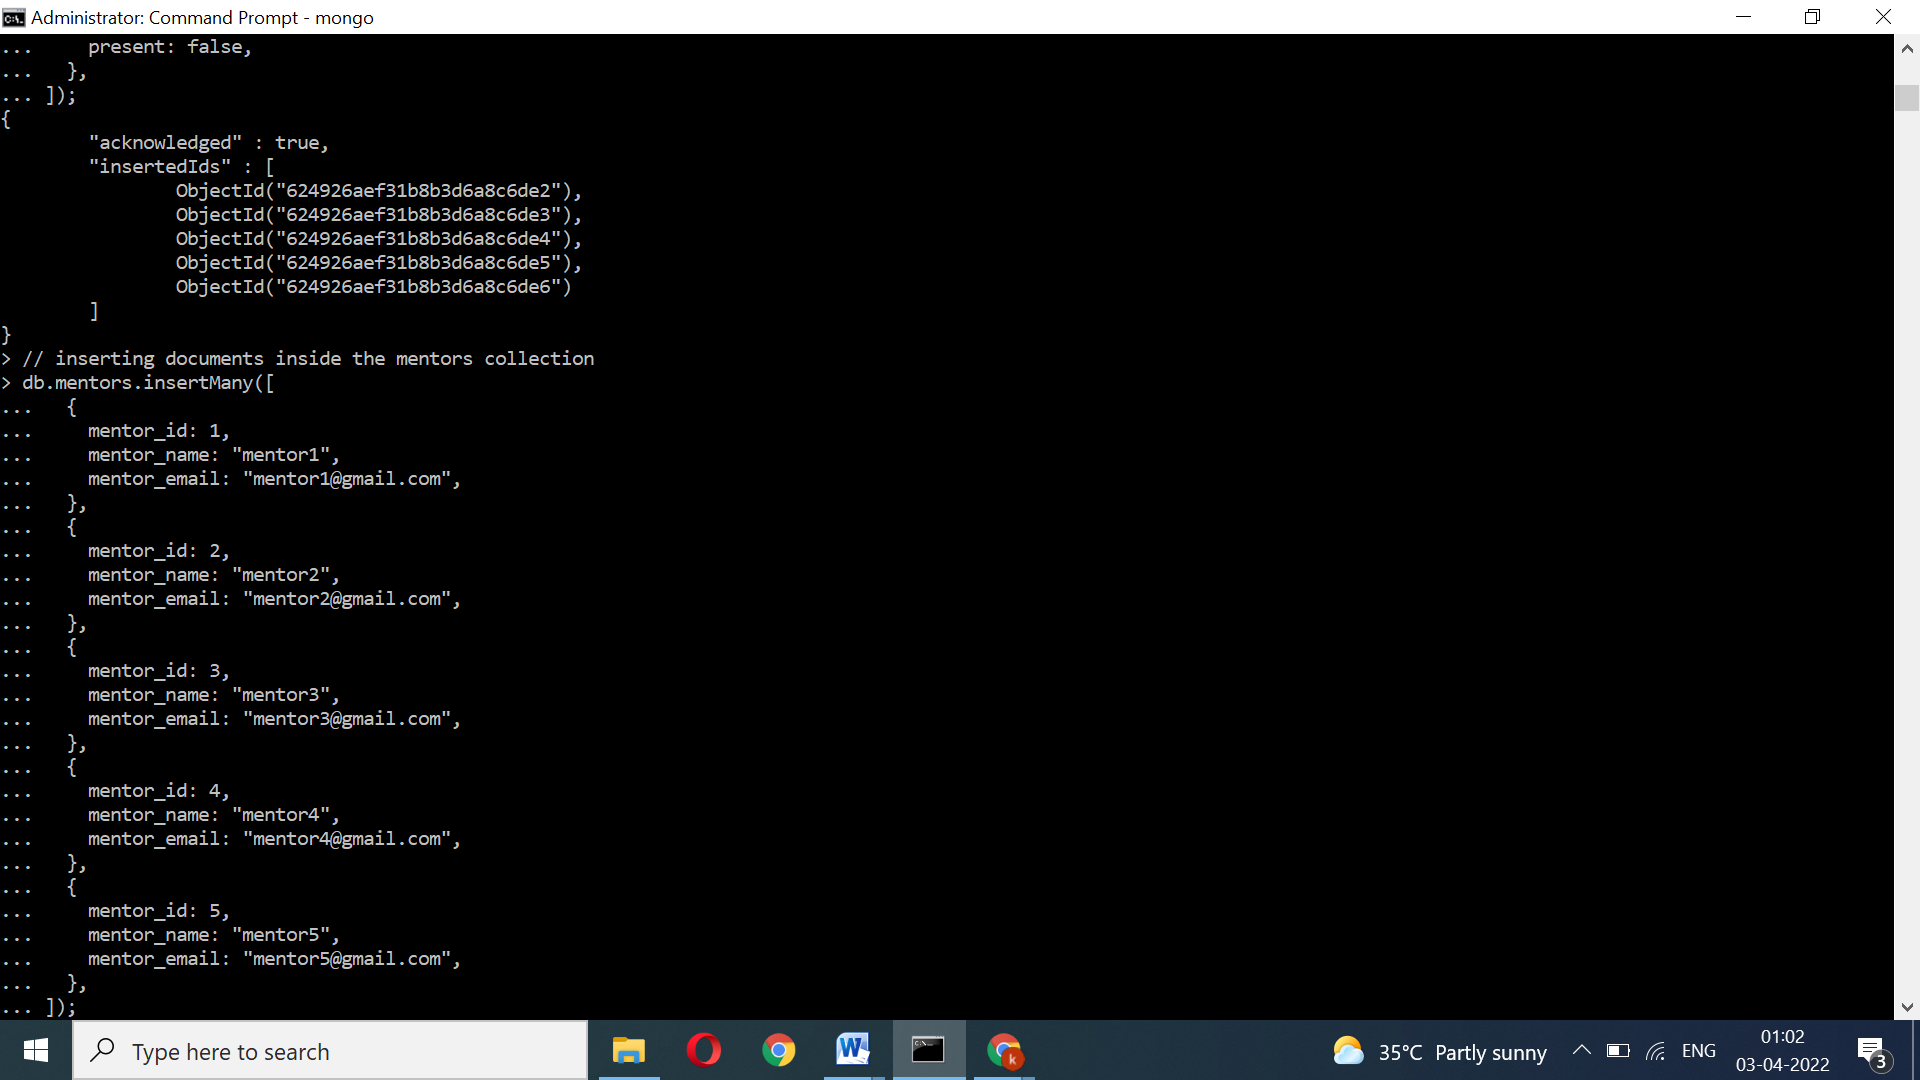 Administrator: Command Prompt - mongo
...     present: false,
...   },
... ]);
{
        "acknowledged" : true,
        "insertedIds" : [
                ObjectId("624926aef31b8b3d6a8c6de2"),
                ObjectId("624926aef31b8b3d6a8c6de3"),
                ObjectId("624926aef31b8b3d6a8c6de4"),
                ObjectId("624926aef31b8b3d6a8c6de5"),
                ObjectId("624926aef31b8b3d6a8c6de6")
        ]
}
> // inserting documents inside the mentors collection
> db.mentors.insertMany([
...   {
...     mentor_id: 1,
...     mentor_name: "mentor1",
...     mentor_email: "mentor1@gmail.com",
...   },
...   {
...     mentor_id: 2,
...     mentor_name: "mentor2",
...     mentor_email: "mentor2@gmail.com",
...   },
...   {
...     mentor_id: 3,
...     mentor_name: "mentor3",
...     mentor_email: "mentor3@gmail.com",
...   },
...   {
...     mentor_id: 4,
...     mentor_name: "mentor4",
...     mentor_email: "mentor4@gmail.com",
...   },
...   {
...     mentor_id: 5,
...     mentor_name: "mentor5",
...     mentor_email: "mentor5@gmail.com",
...   },
... ]);
Type here to search
W
C:\_
k
35°C Partly sunny
ENG
01:02
03-04-2022
3